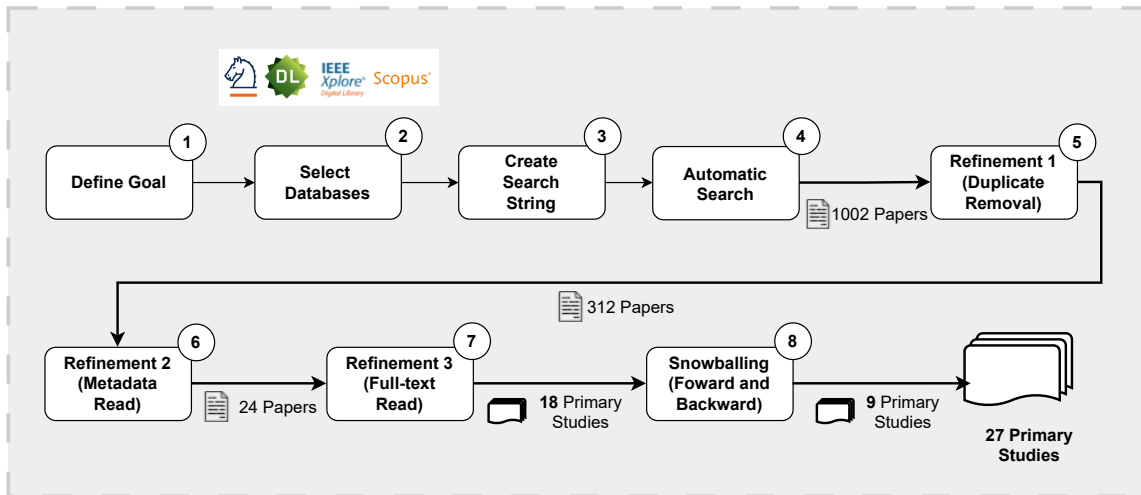 DL
IEEE
Xplore®
Digital Library
Scopus®
1
2
3
4
5
Define Goal
Select
Databases
Create
Search
String
Automatic
Search
Refinement 1
(Duplicate
Removal)
1002 Papers
312 Papers
6
7
8
Refinement 2
(Metadada
Read)
24 Papers
Refinement 3
(Full-text
Read)
18 Primary
Studies
Snowballing
(Foward and
Backward)
9 Primary
Studies
27 Primary
Studies